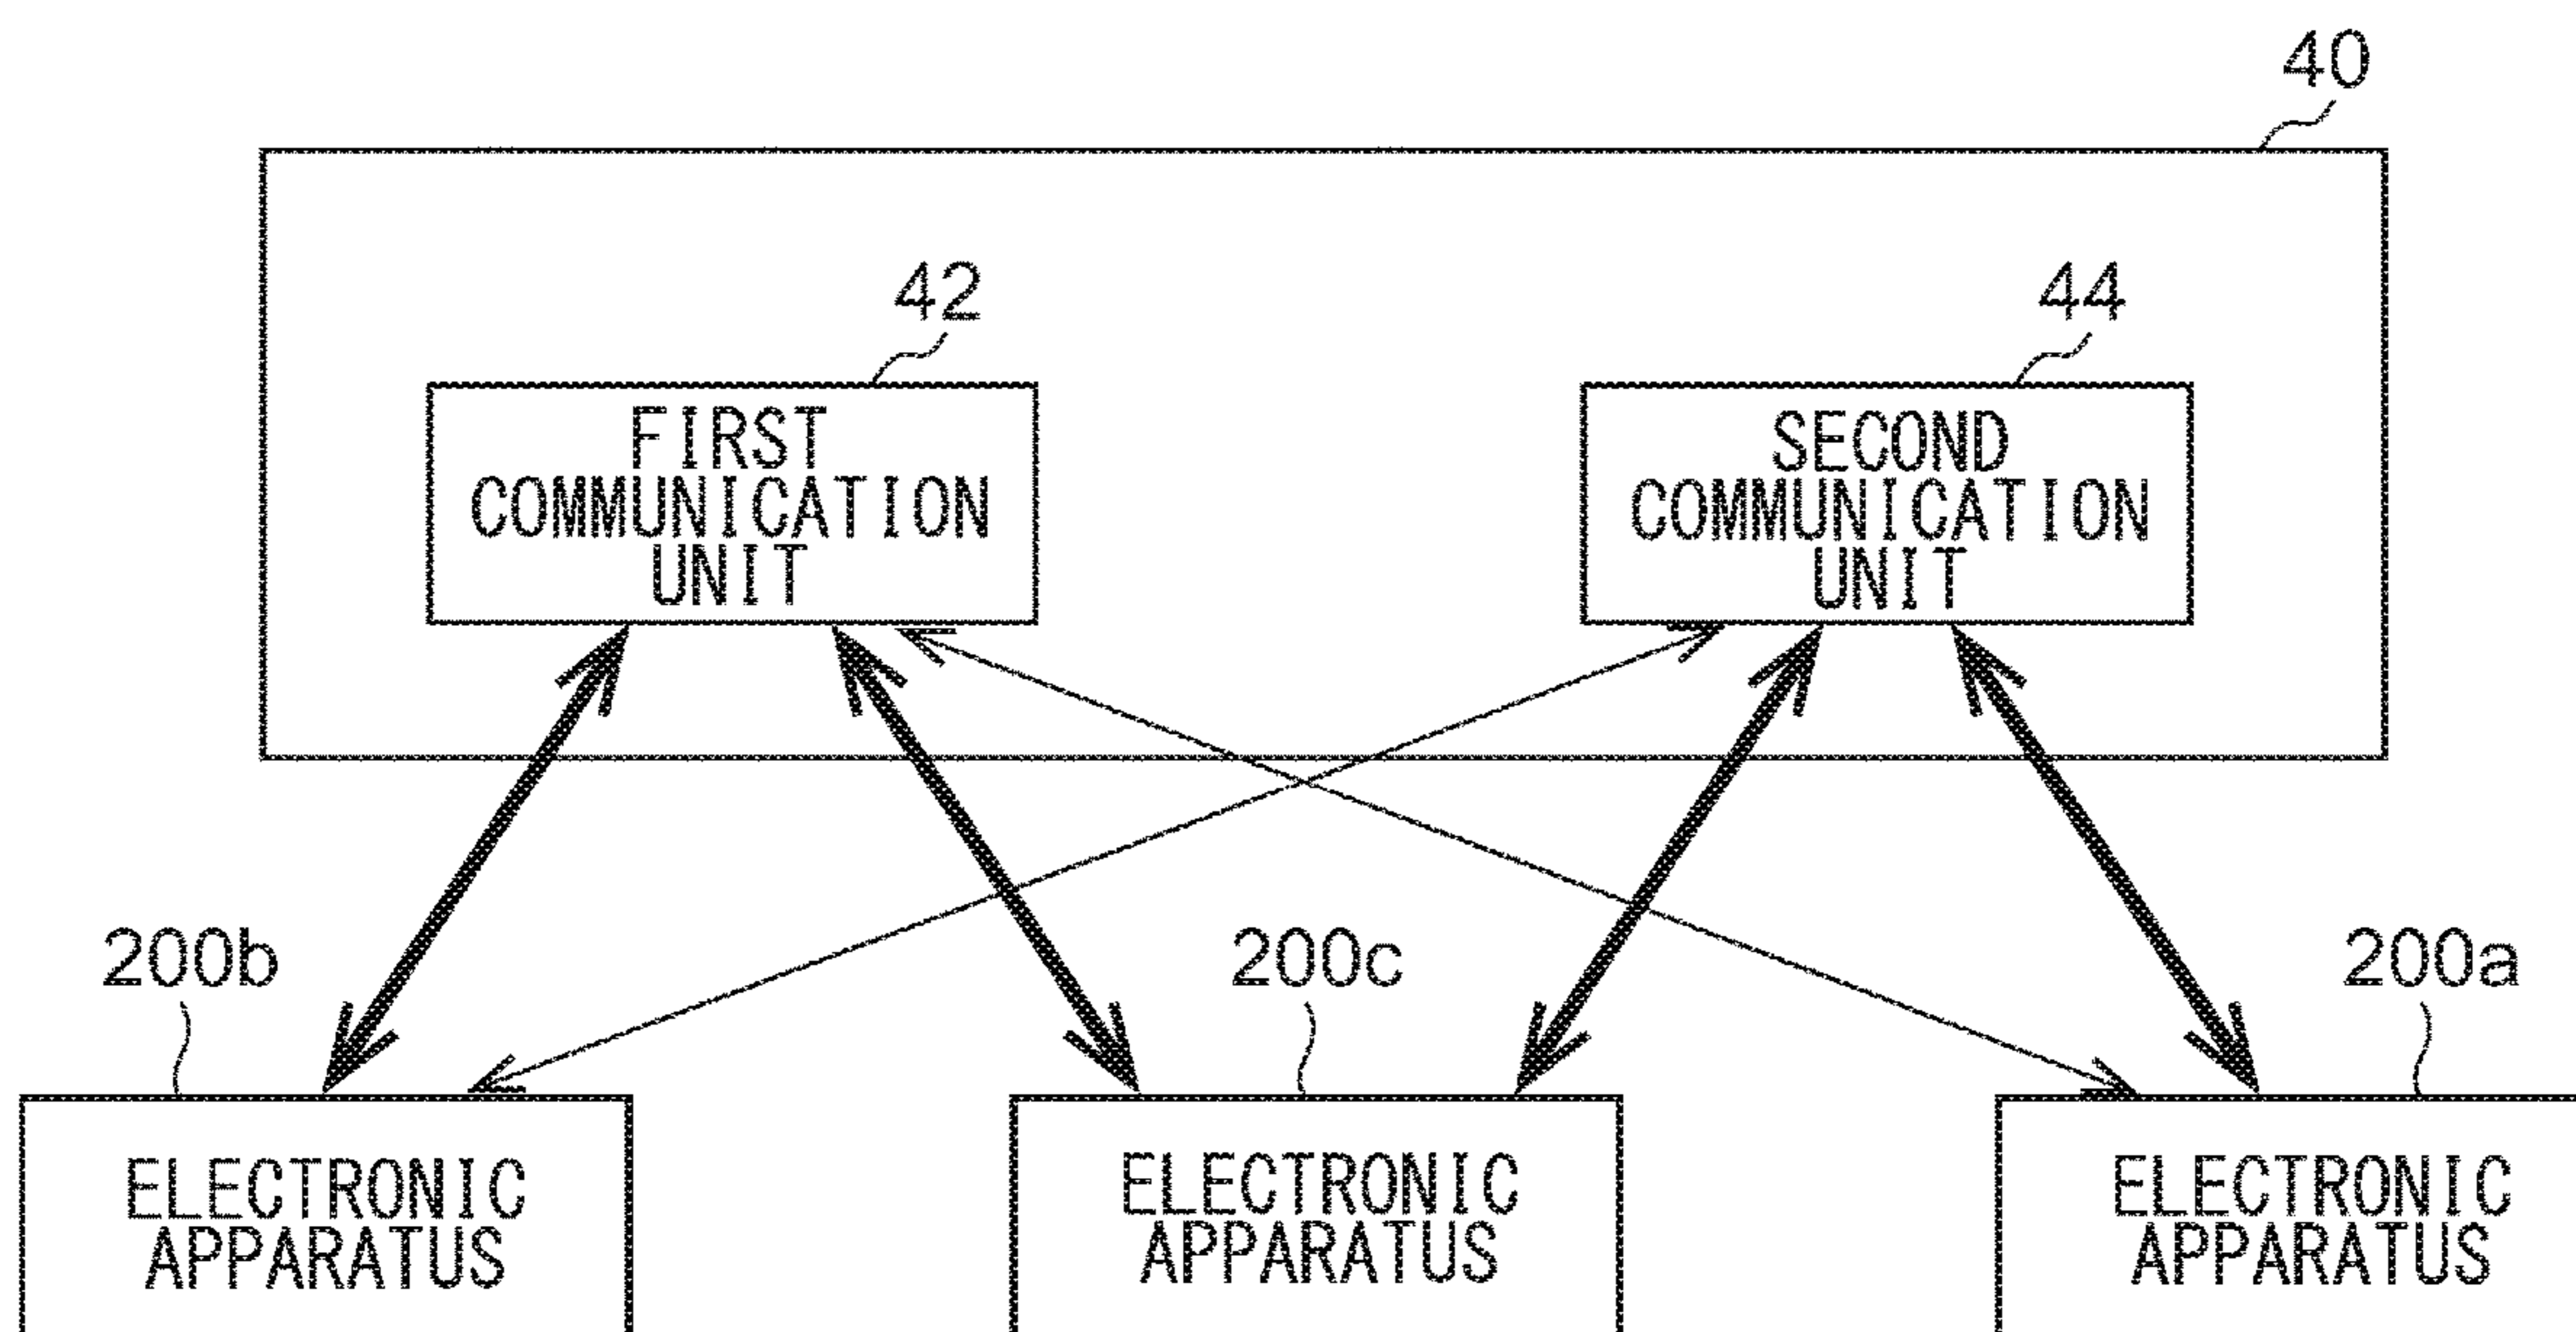 40
42
44
FIRST
COMMUNICATION
UNIT
SECOND
COMMUNICATION
UNIT
200b
200c
200a
ELECTRONIC
APPARATUS
ELECTRONIC
APPARATUS
ELECTRONIC
APPARATUS